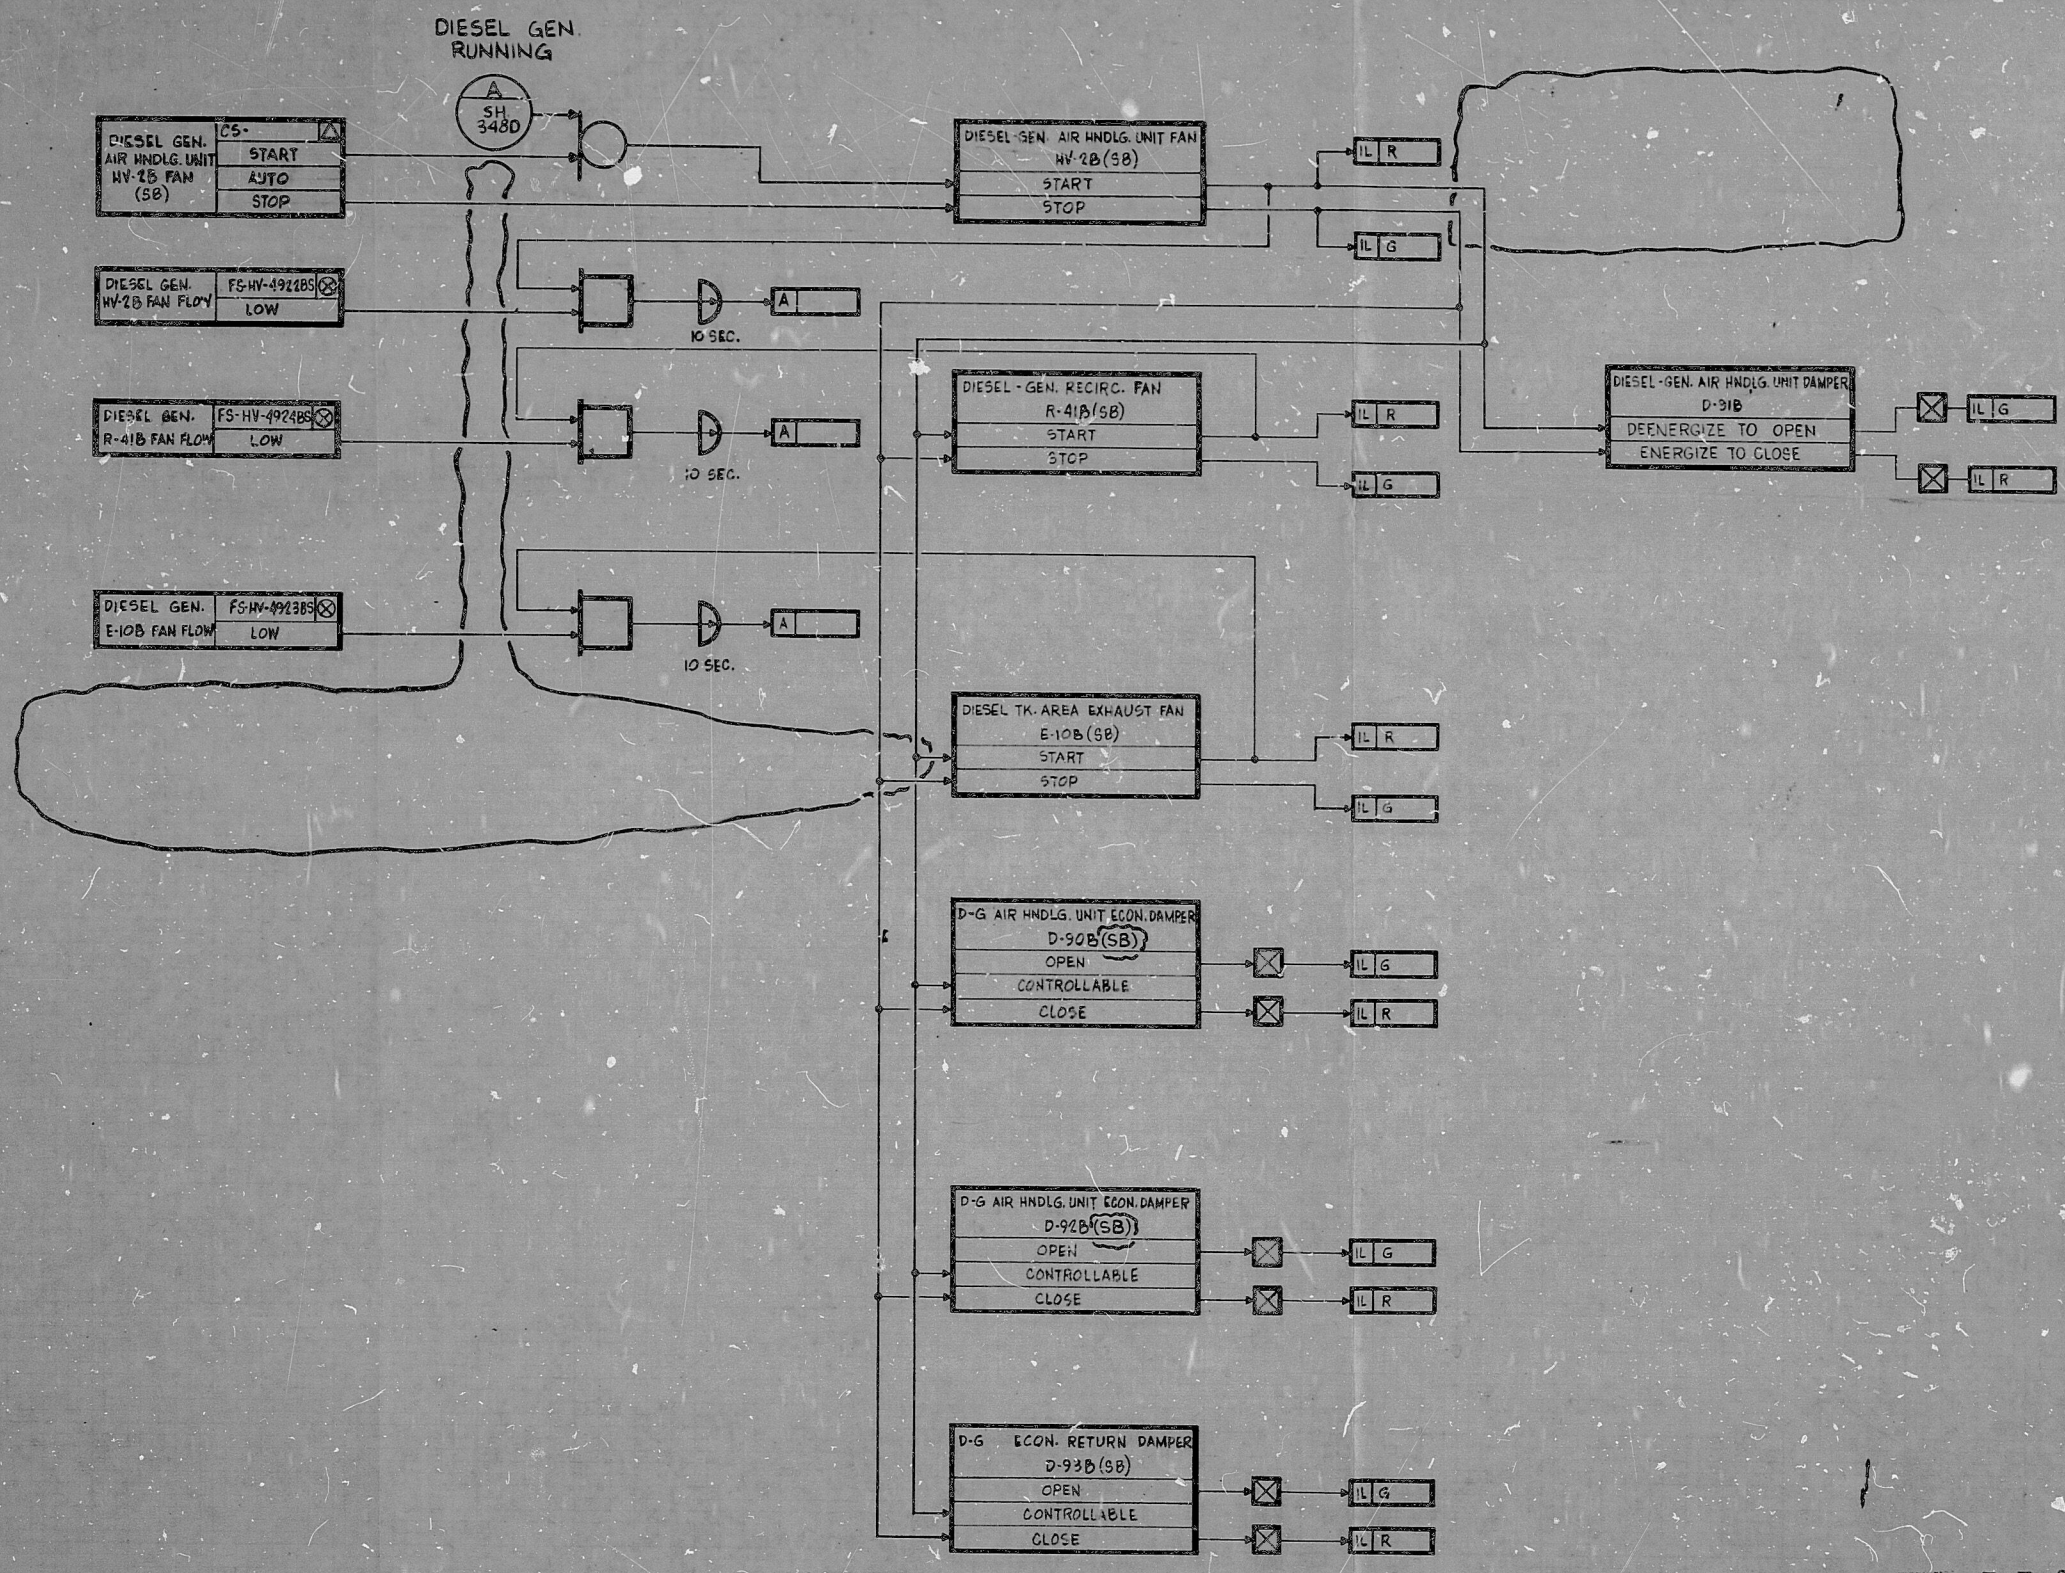 DIESEL GEN.
RUNNING
A
SH
348D
DIESEL GEN.
AIR HNDLG. UNIT
HV-2B FAN
(SB)
CS-
START
AUTO
STOP
DIESEL-GEN. AIR HNDLG. UNIT FAN
HV-2B(SB)
START
STOP
IL R
IL G
DIESEL GEN.
HV-2B FAN FLOW
FS-HV-4922BS
LOW
10 SEC.
A
DIESEL GEN.
R-41B FAN FLOW
FS-HV-4924BS
LOW
10 SEC.
A
DIESEL-GEN. RECIRC. FAN
R-41B(SB)
START
STOP
IL R
IL G
DIESEL-GEN. AIR HNDLG. UNIT DAMPER
D-91B
DEENERGIZE TO OPEN
ENERGIZE TO CLOSE
IL G
IL R
DIESEL GEN.
E-10B FAN FLOW
FS-HV-4923BS
LOW
10 SEC.
A
DIESEL TK. AREA EXHAUST FAN
E-10B(SB)
START
STOP
IL R
IL G
D-G AIR HNDLG. UNIT ECON. DAMPER
D-90B(SB)
OPEN
CONTROLLABLE
CLOSE
IL G
IL R
D-G AIR HNDLG. UNIT ECON. DAMPER
D-92B(SB)
OPEN
CONTROLLABLE
CLOSE
IL G
IL R
D-G ECON. RETURN DAMPER
D-93B(SB)
OPEN
CONTROLLABLE
CLOSE
IL G
IL R